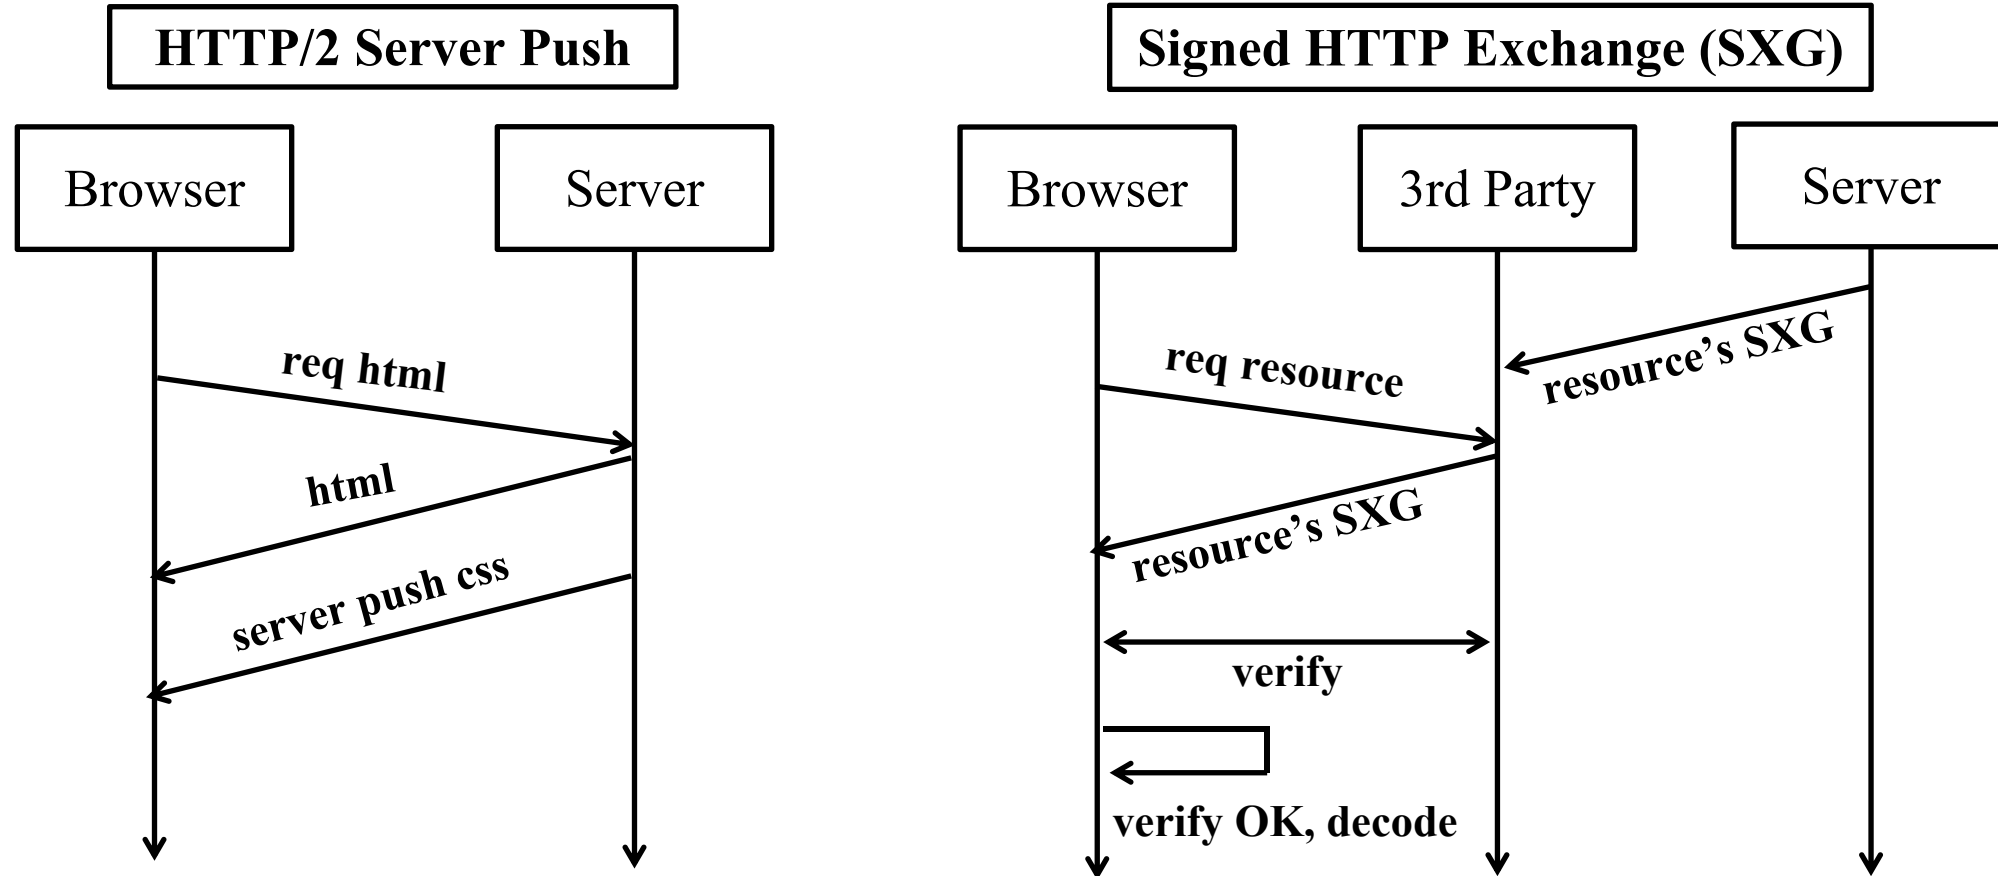 HTTP/2 Server Push
Browser
Server
req html
html
server push css
Signed HTTP Exchange (SXG)
Browser
3rd Party
Server
resource’s SXG
req resource
resource’s SXG
verify
verify OK, decode